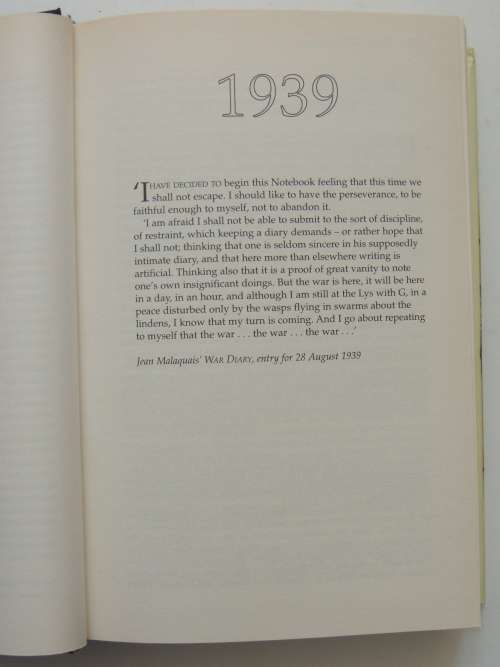 1939
‘I HAVE DECIDED TO begin this Notebook feeling that this time we
shall not escape. I should like to have the perseverance, to be
faithful enough to myself, not to abandon it.
‘I am afraid I shall not be able to submit to the sort of discipline,
of restraint, which keeping a diary demands – or rather hope that
I shall not; thinking that one is seldom sincere in his supposedly
intimate diary, and that here more than elsewhere writing is
artificial. Thinking also that it is a proof of great vanity to note
one’s own insignificant doings. But the war is here, it will be here
in a day, in an hour, and although I am still at the Lys with G, in a
peace disturbed only by the wasps flying in swarms about the
lindens, I know that my turn is coming. And I go about repeating
to myself that the war . . . the war . . . the war . . .’
Jean Malaquais’ WAR DIARY, entry for 28 August 1939